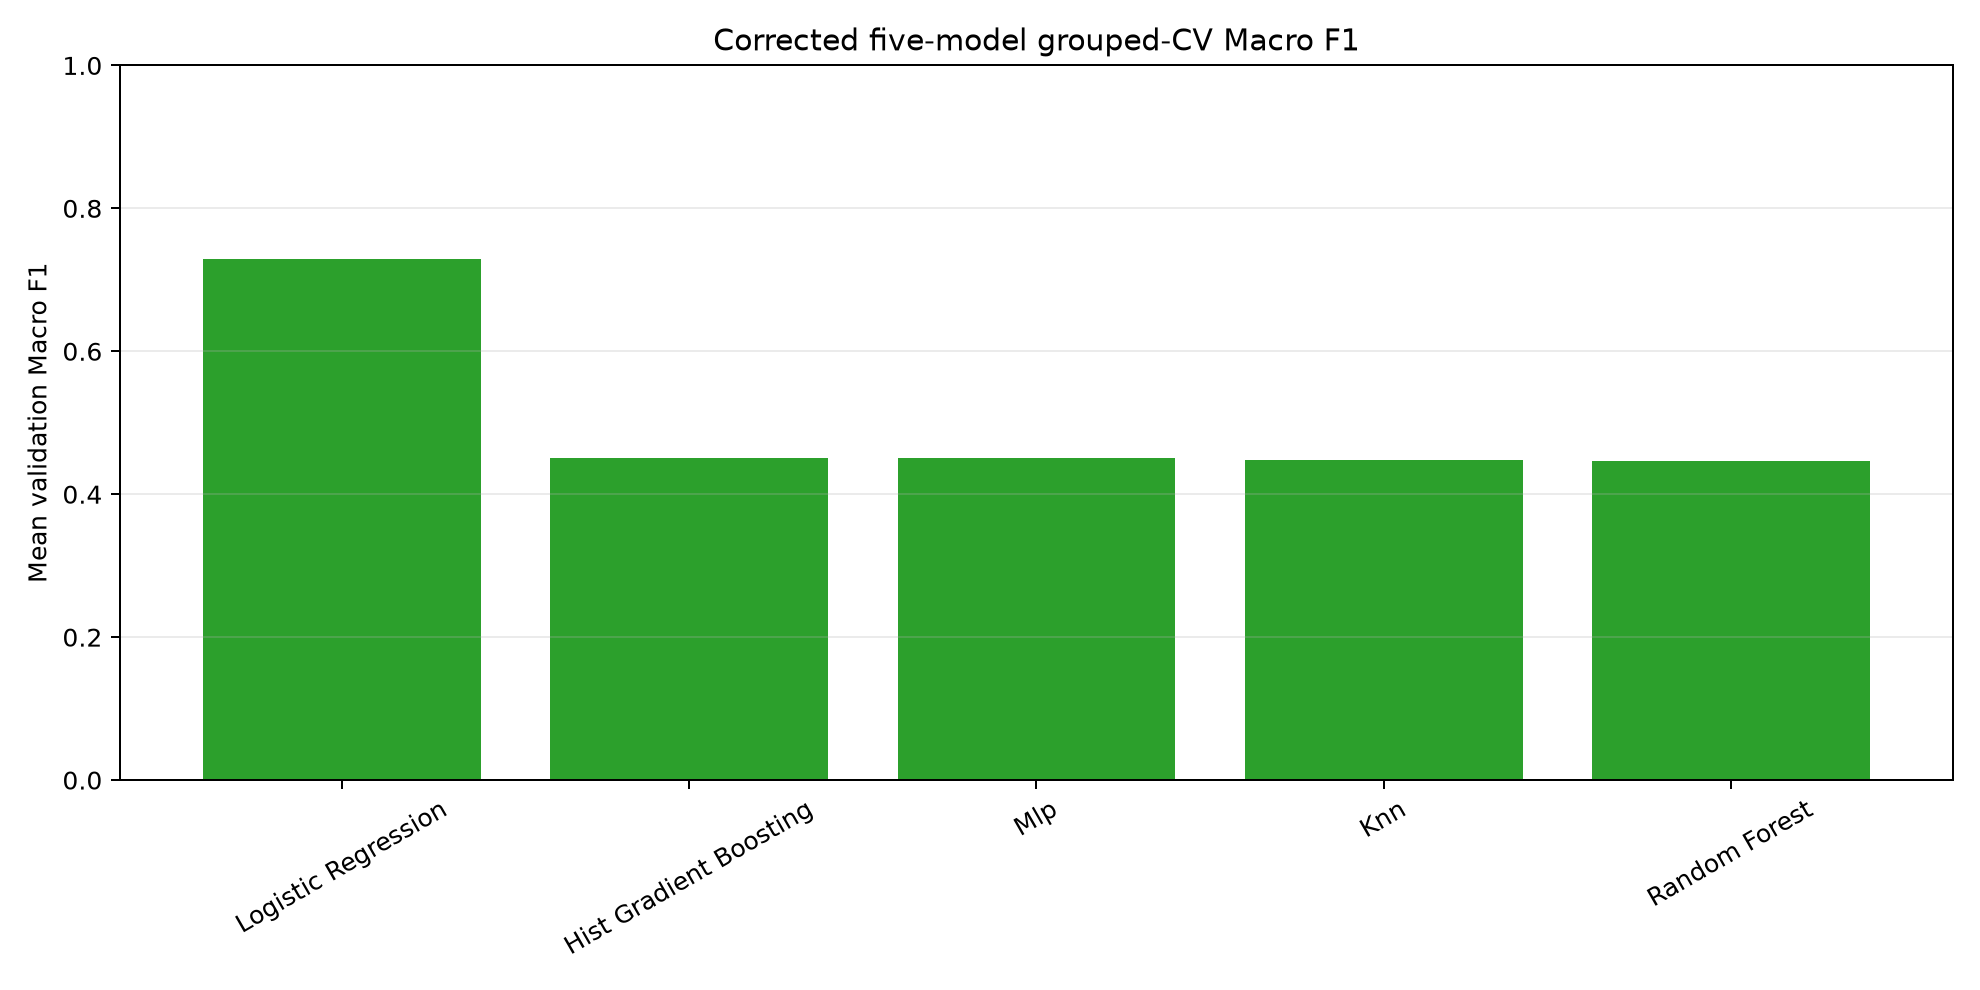 Corrected five-model grouped-CV Macro F1
Mean validation Macro F1
1.0
0.8
0.6
0.4
0.2
0.0
Logistic Regression
Hist Gradient Boosting
Mlp
Knn
Random Forest